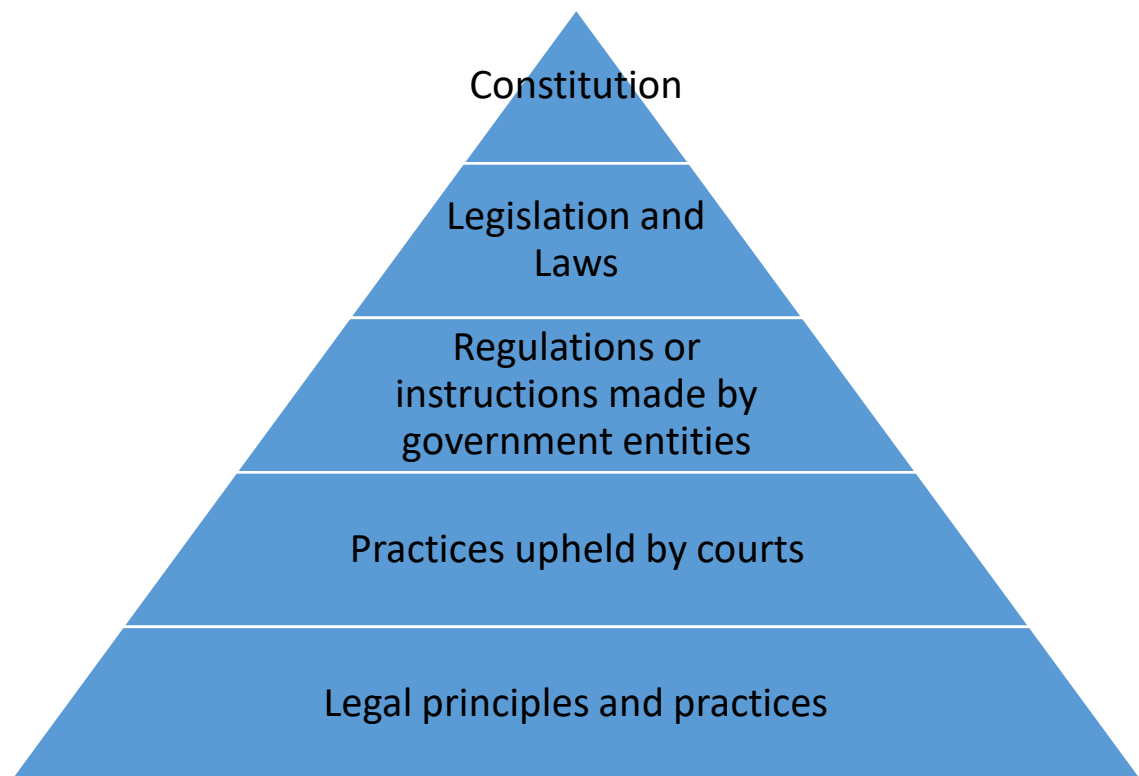 Constitution
Legislation and
Laws
Regulations or
instructions made by
government entities
Practices upheld by courts
Legal principles and practices